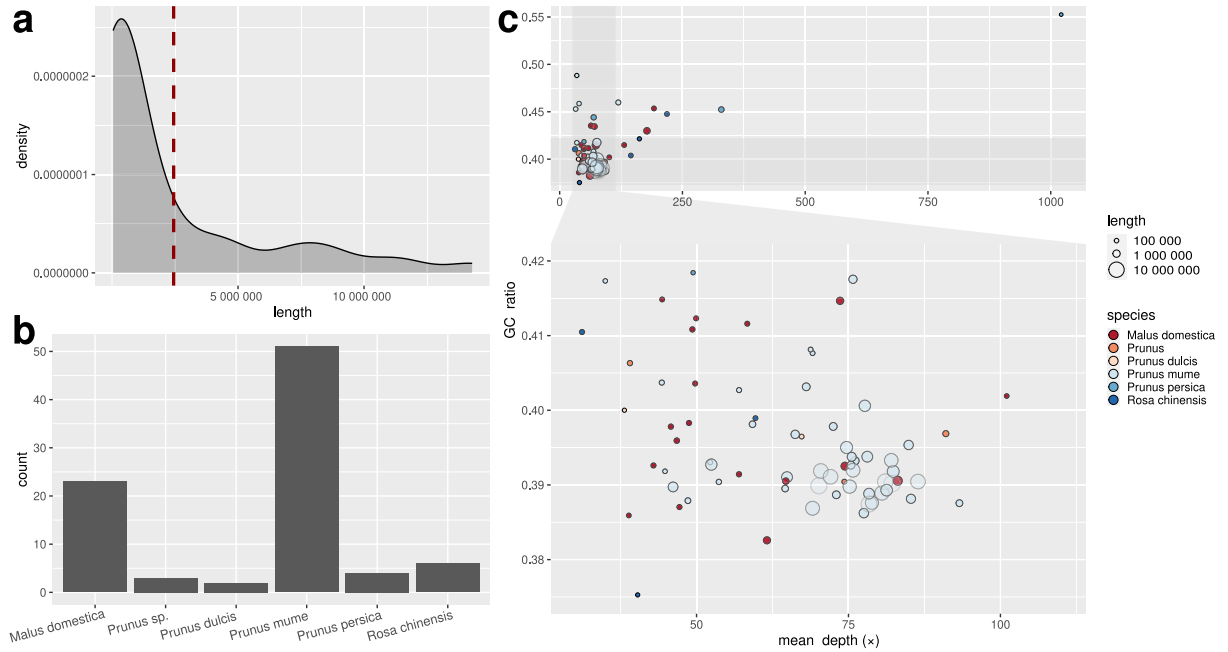 a
0.0000002
0.0000001
0.0000000
density
5 000 000
10 000 000
length
b
50
40
30
20
10
0
count
Malus domestica
Prunus sp.
Prunus dulcis
Prunus mume
Prunus persica
Rosa chinensis
c
0.55
0.50
0.45
0.40
0
250
500
750
1000
GC ratio
0.42
0.41
0.40
0.39
0.38
50
75
100
mean depth (×)
length
100 000
1 000 000
10 000 000
species
Malus domestica
Prunus
Prunus dulcis
Prunus mume
Prunus persica
Rosa chinensis